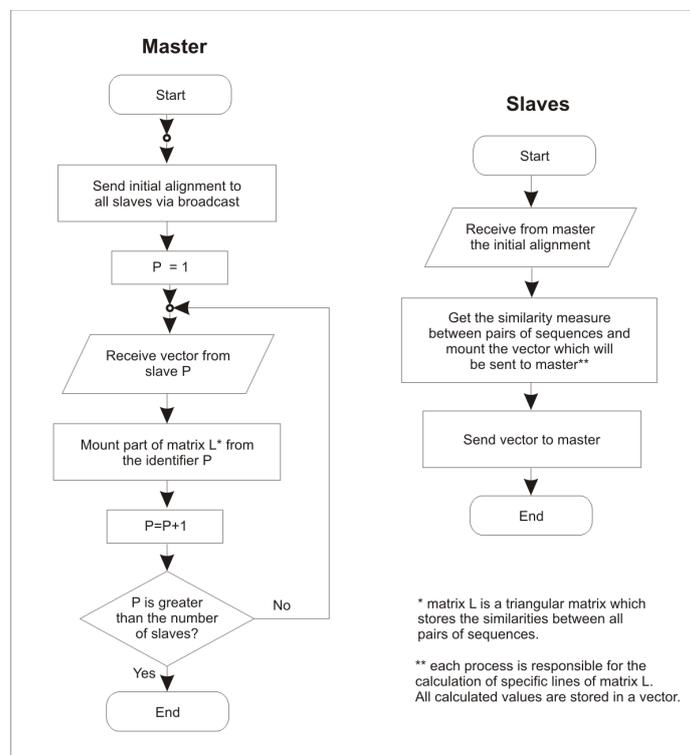 Master
Start
Send initial alignment to
all slaves via broadcast
P = 1
Receive vector from
slave P
Mount part of matrix L* from
the identifier P
P=P+1
P is greater
than the number
of slaves?
No
Yes
End
Slaves
Start
Receive from master
the initial alignment
Get the similarity measure
between pairs of sequences and
mount the vector which will
be sent to master**
Send vector to master
End
* matrix L is a triangular matrix which
stores the similarities between all
pairs of sequences.
** each process is responsible for the
calculation of specific lines of matrix L.
All calculated values are stored in a vector.